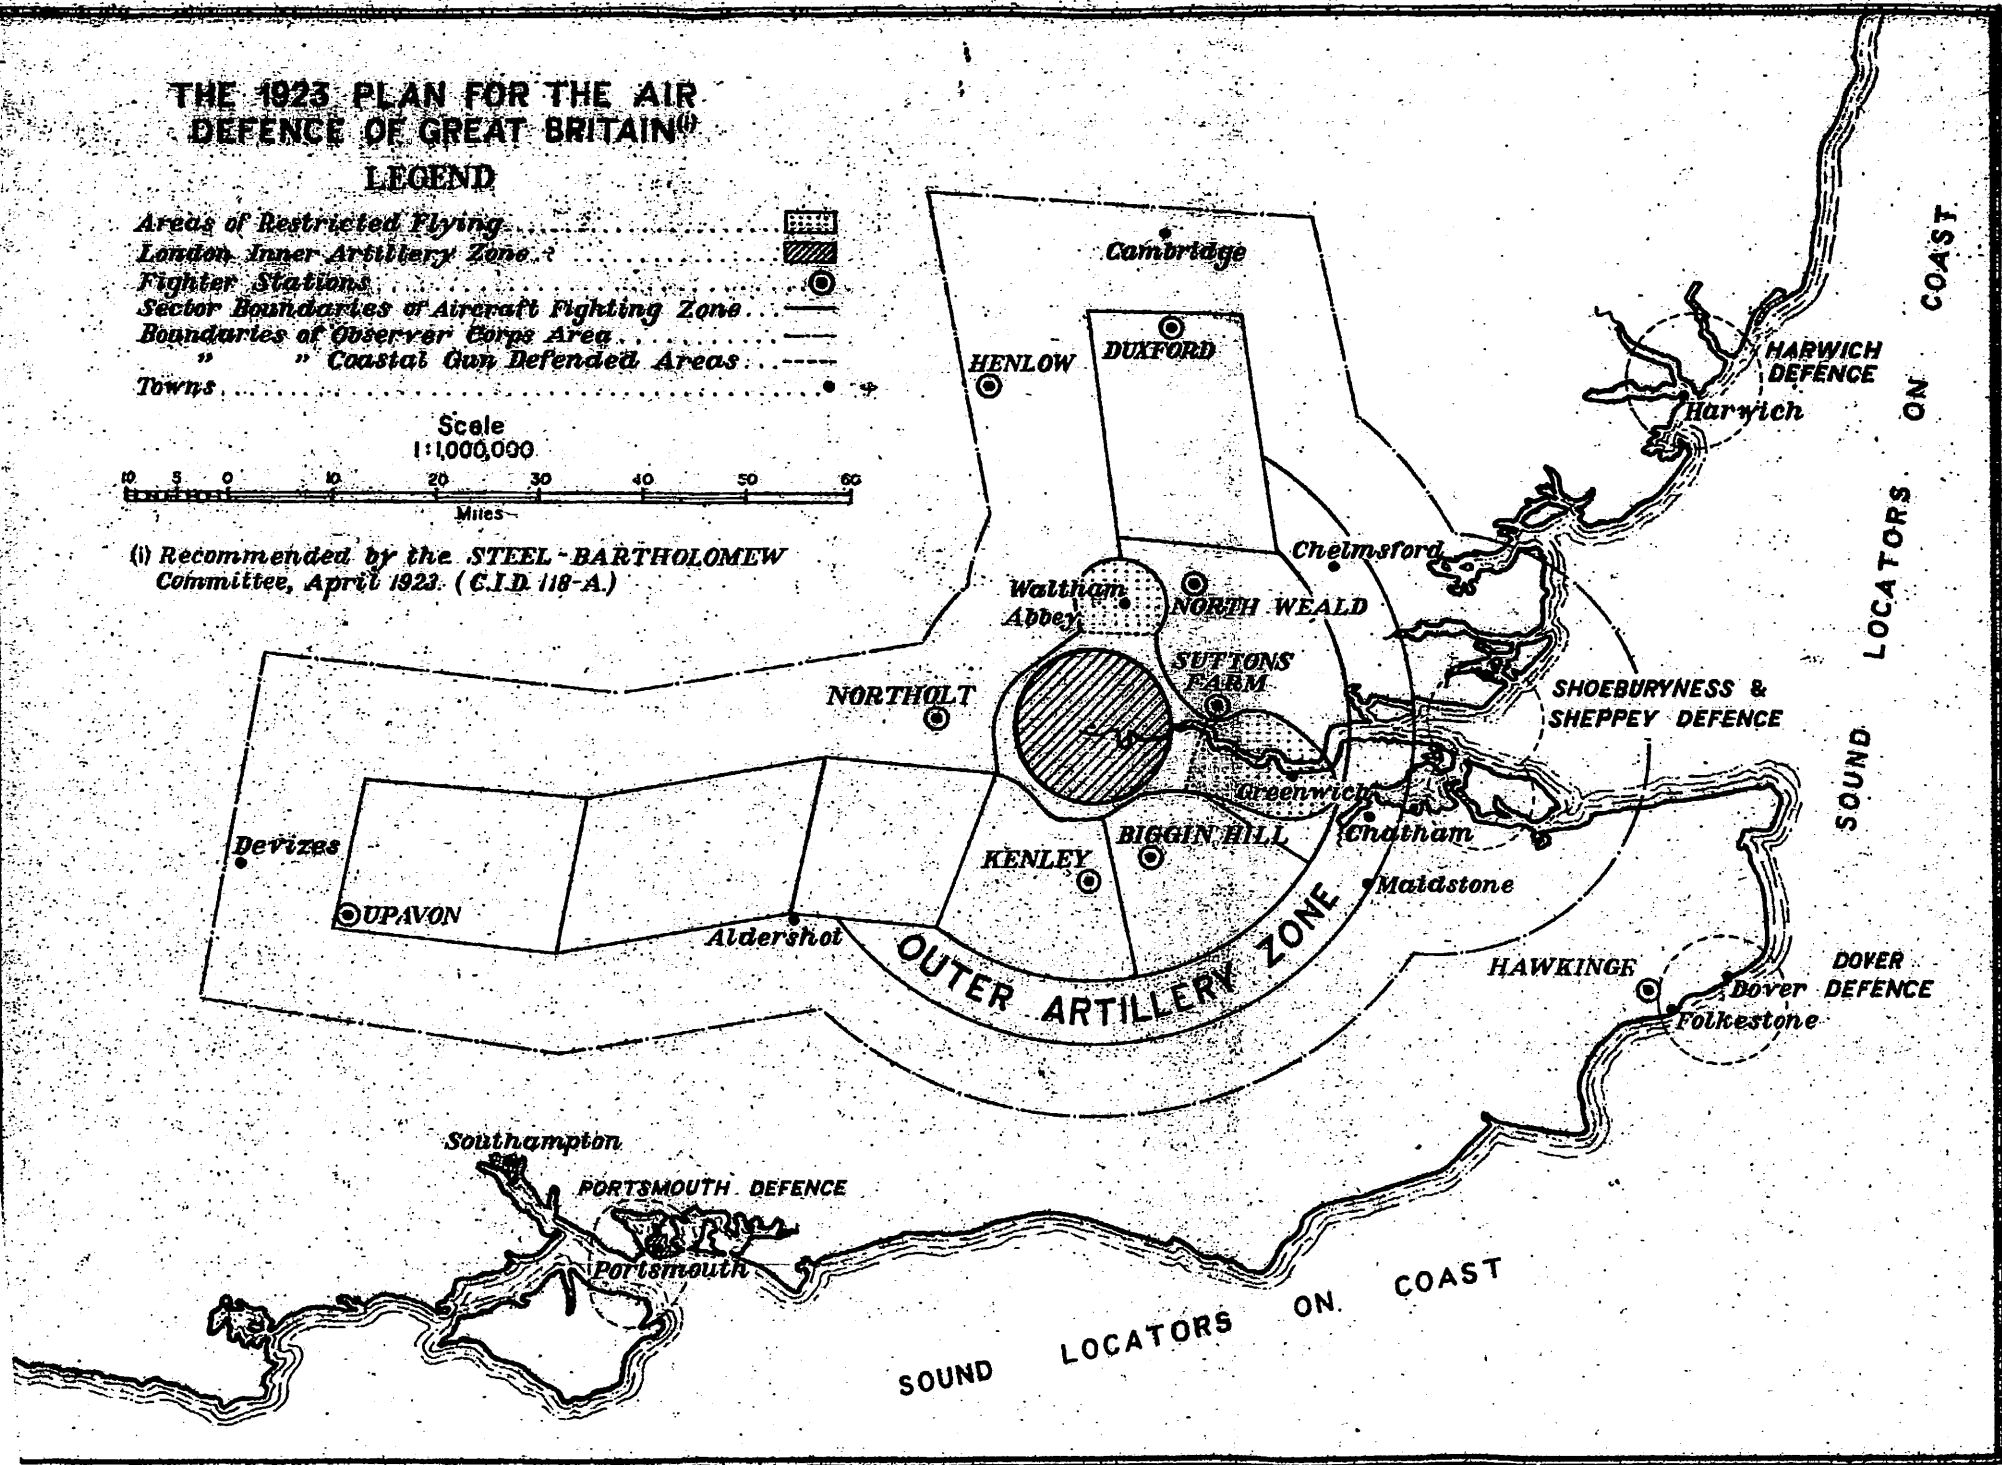 THE 1923 PLAN FOR THE AIR
DEFENCE OF GREAT BRITAIN(i)
LEGEND
Areas of Restricted Flying
London Inner Artillery Zone
Fighter Stations
Sector Boundaries of Aircraft Fighting Zone
Boundaries of Observer Corps Area
" " Coastal Gun Defended Areas
Towns
Scale
1:1,000,000
10 5 0 10 20 30 40 50 60
Miles
(i) Recommended by the STEEL-BARTHOLOMEW
Committee, April 1923. (C.I.D. 118-A.)
Cambridge
HENLOW
DUXFORD
HARWICH
DEFENCE
Harwich
Chelmsford
Waltham
Abbey
NORTH WEALD
SUTTONS
FARM
NORTHOLT
SHOEBURYNESS &
SHEPPEY DEFENCE
Greenwich
Chatham
BIGGIN HILL
KENLEY
Devizes
UPAVON
Aldershot
Maidstone
OUTER ARTILLERY ZONE
HAWKINGE
DOVER
DEFENCE
Dover
Folkestone
Southampton
PORTSMOUTH DEFENCE
Portsmouth
SOUND LOCATORS ON COAST
SOUND LOCATORS ON COAST